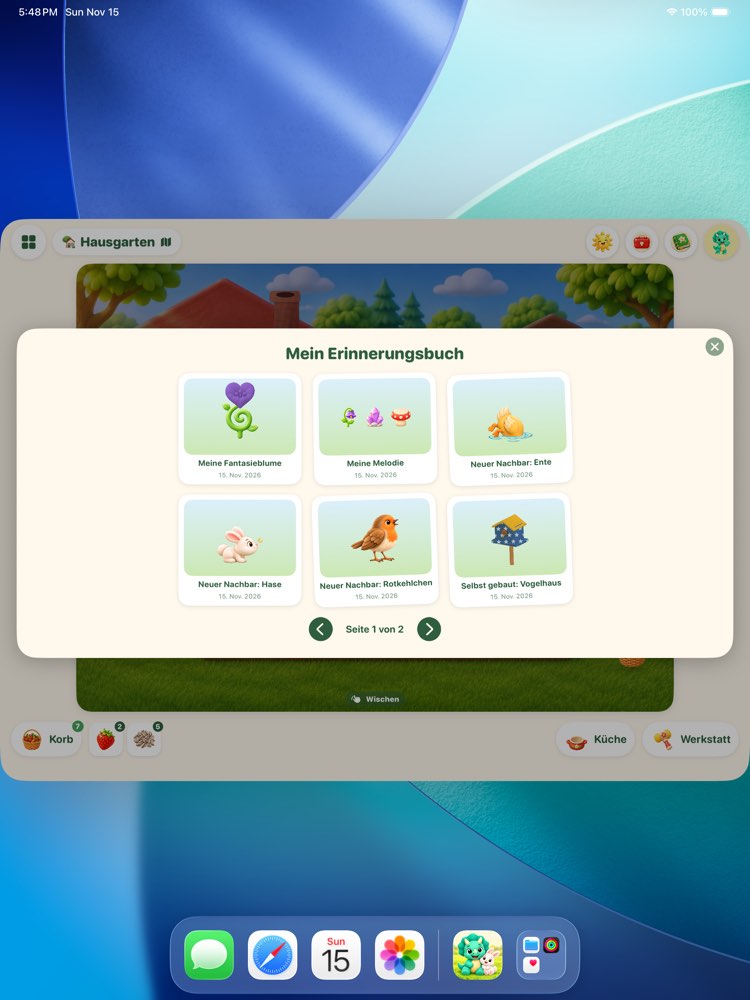 5:48 PM Sun Nov 15
100%
Hausgarten
Mein Erinnerungsbuch
Meine Fantasieblume
15. Nov. 2026
Meine Melodie
15. Nov. 2026
Neuer Nachbar: Ente
15. Nov. 2026
Neuer Nachbar: Hase
15. Nov. 2026
Neuer Nachbar: Rotkehlchen
15. Nov. 2026
Selbst gebaut: Vogelhaus
15. Nov. 2026
Seite 1 von 2
Wischen
Korb
7
2
5
Küche
Werkstatt
Sun
15